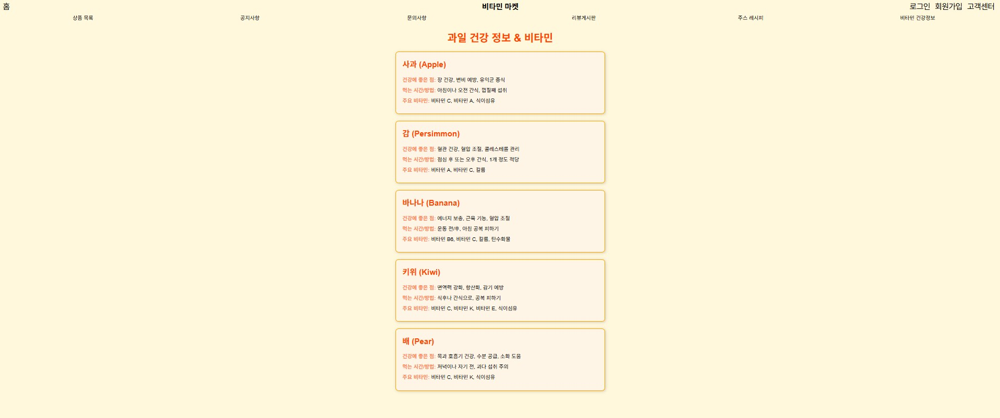 홈 비타민 마켓 로그인 회원가입 고객센터
상품 목록 공지사항 문의사항 리뷰게시판 주스 레시피 비타민 건강정보
과일 건강 정보 & 비타민
사과 (Apple)
건강에 좋은 점: 장 건강, 변비 예방, 유익균 증식
먹는 시간/방법: 아침이나 오전 간식, 껍질째 섭취
주요 비타민: 비타민 C, 비타민 A, 식이섬유
감 (Persimmon)
건강에 좋은 점: 혈관 건강, 혈압 조절, 콜레스테롤 관리
먹는 시간/방법: 점심 후 또는 오후 간식, 1개 정도 적당
주요 비타민: 비타민 A, 비타민 C, 칼륨
바나나 (Banana)
건강에 좋은 점: 에너지 보충, 근육 기능, 혈압 조절
먹는 시간/방법: 운동 전/후, 아침 공복 피하기
주요 비타민: 비타민 B6, 비타민 C, 칼륨, 탄수화물
키위 (Kiwi)
건강에 좋은 점: 면역력 강화, 항산화, 감기 예방
먹는 시간/방법: 식후나 간식으로, 공복 피하기
주요 비타민: 비타민 C, 비타민 K, 비타민 E, 식이섬유
배 (Pear)
건강에 좋은 점: 목과 호흡기 건강, 수분 공급, 소화 도움
먹는 시간/방법: 저녁이나 자기 전, 과다 섭취 주의
주요 비타민: 비타민 C, 비타민 K, 식이섬유